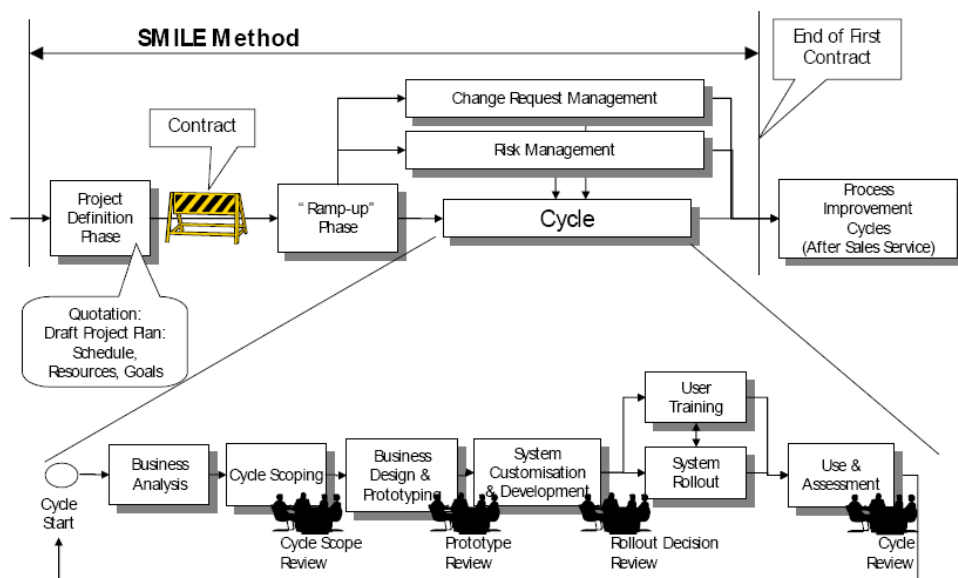 SMILE Method
End of First
Contract
Contract
Change Request Management
Risk Management
Project
Definition
Phase
“Ramp-up”
Phase
Cycle
Process
Improvement
Cycles
(After Sales Service)
Quotation:
Draft Project Plan:
Schedule,
Resources, Goals
User
Training
Cycle
Start
Business
Analysis
Cycle Scoping
Business
Design &
Prototyping
System
Customisation
& Development
System
Rollout
Use &
Assessment
Cycle Scope
Review
Prototype
Review
Rollout Decision
Review
Cycle
Review